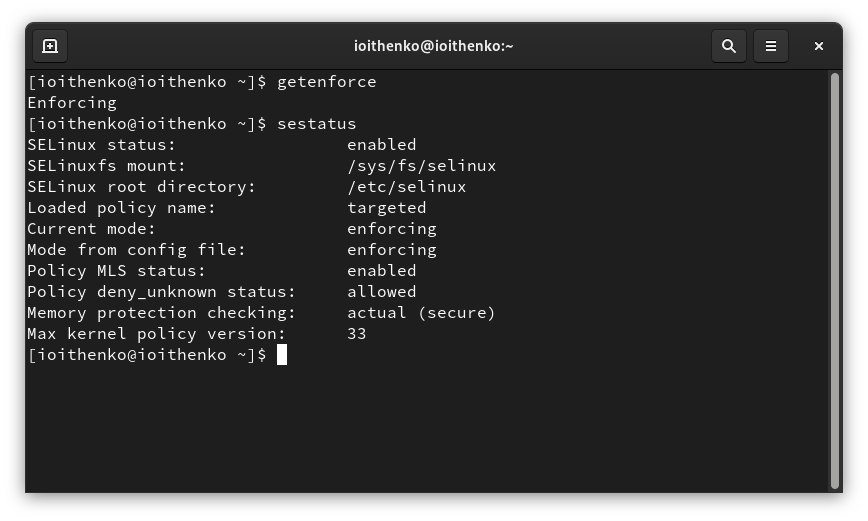 ioithenko@ioithenko:~
[ioithenko@ioithenko ~]$ getenforce
Enforcing
[ioithenko@ioithenko ~]$ sestatus
SELinux status:                 enabled
SELinuxfs mount:                /sys/fs/selinux
SELinux root directory:         /etc/selinux
Loaded policy name:             targeted
Current mode:                   enforcing
Mode from config file:          enforcing
Policy MLS status:              enabled
Policy deny_unknown status:     allowed
Memory protection checking:     actual (secure)
Max kernel policy version:      33
[ioithenko@ioithenko ~]$